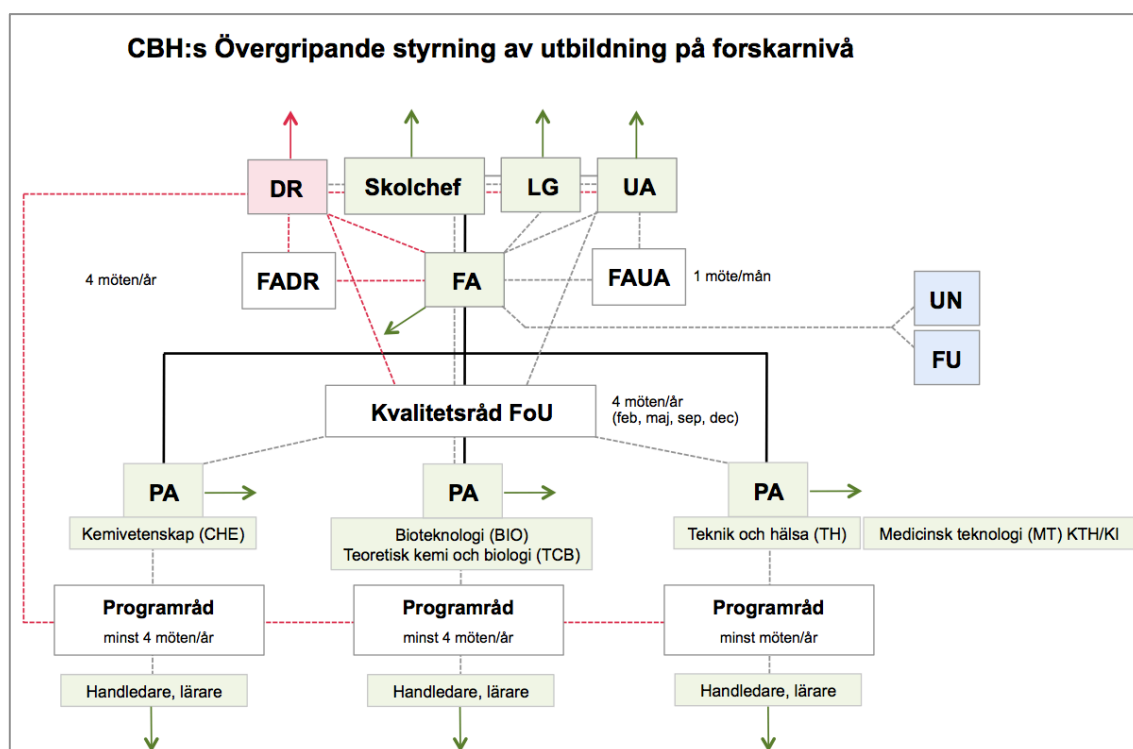 CBH:s Övergripande styrning av utbildning på forskarnivå
DR
Skolchef
LG
UA
4 möten/år
FADR
FA
FAUA
1 möte/mån
UN
FU
Kvalitetsråd FoU
4 möten/år
(feb, maj, sep, dec)
PA
PA
PA
Kemivetenskap (CHE)
Bioteknologi (BIO)
Teoretisk kemi och biologi (TCB)
Teknik och hälsa (TH)
Medicinsk teknologi (MT) KTH/KI
Programråd
minst 4 möten/år
Programråd
minst 4 möten/år
Programråd
minst möten/år
Handledare, lärare
Handledare, lärare
Handledare, lärare